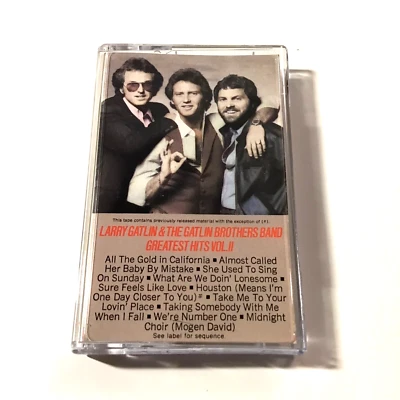 This tape contains previously released material with the exception of (*).
LARRY GATLIN & THE GATLIN BROTHERS BAND
GREATEST HITS VOL. II
All The Gold in California ▪ Almost Called
Her Baby By Mistake ▪ She Used To Sing
On Sunday ▪ What Are We Doin' Lonesome ▪
Sure Feels Like Love ▪ Houston (Means I'm
One Day Closer To You)* ▪ Take Me To Your
Lovin' Place ▪ Taking Somebody With Me
When I Fall ▪ We're Number One ▪ Midnight
Choir (Mogen David)
See label for sequence